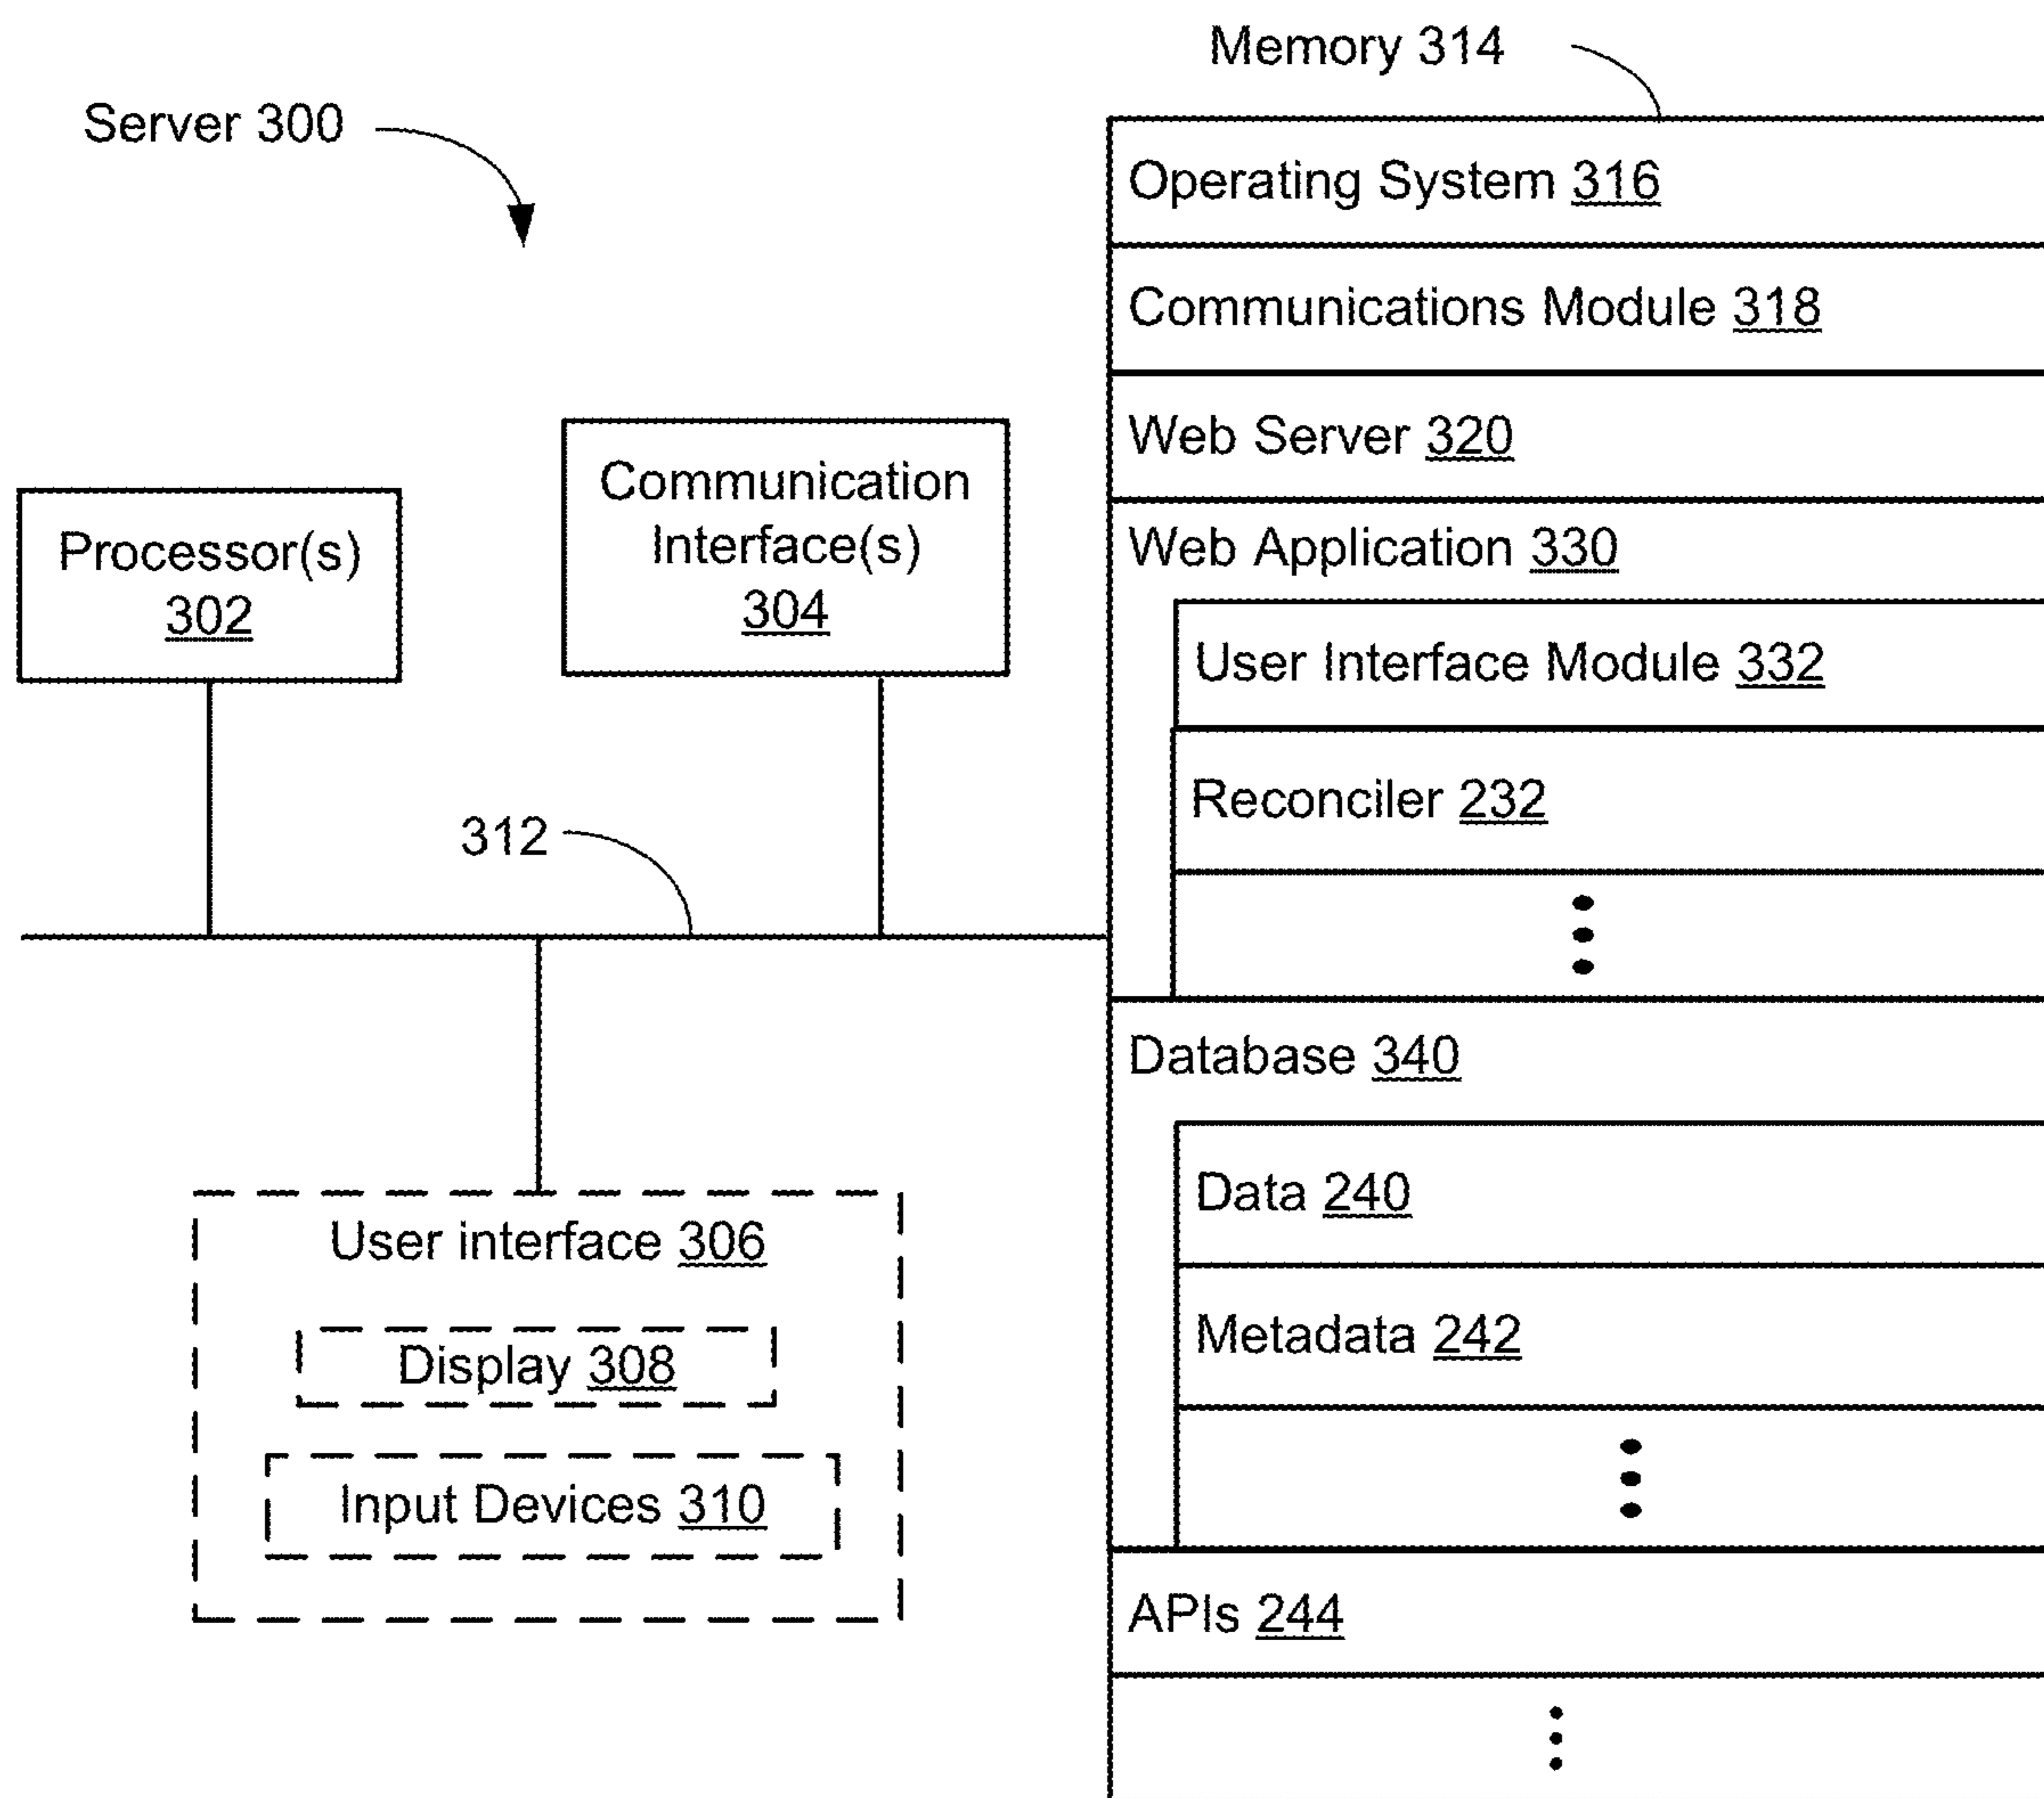 Memory 314
Server 300
Operating System 316
Communications Module 318
Web Server 320
Web Application 330
User Interface Module 332
Reconciler 232
Database 340
Data 240
Metadata 242
APIs 244
Processor(s)
302
Communication
Interface(s)
304
312
User interface 306
Display 308
Input Devices 310